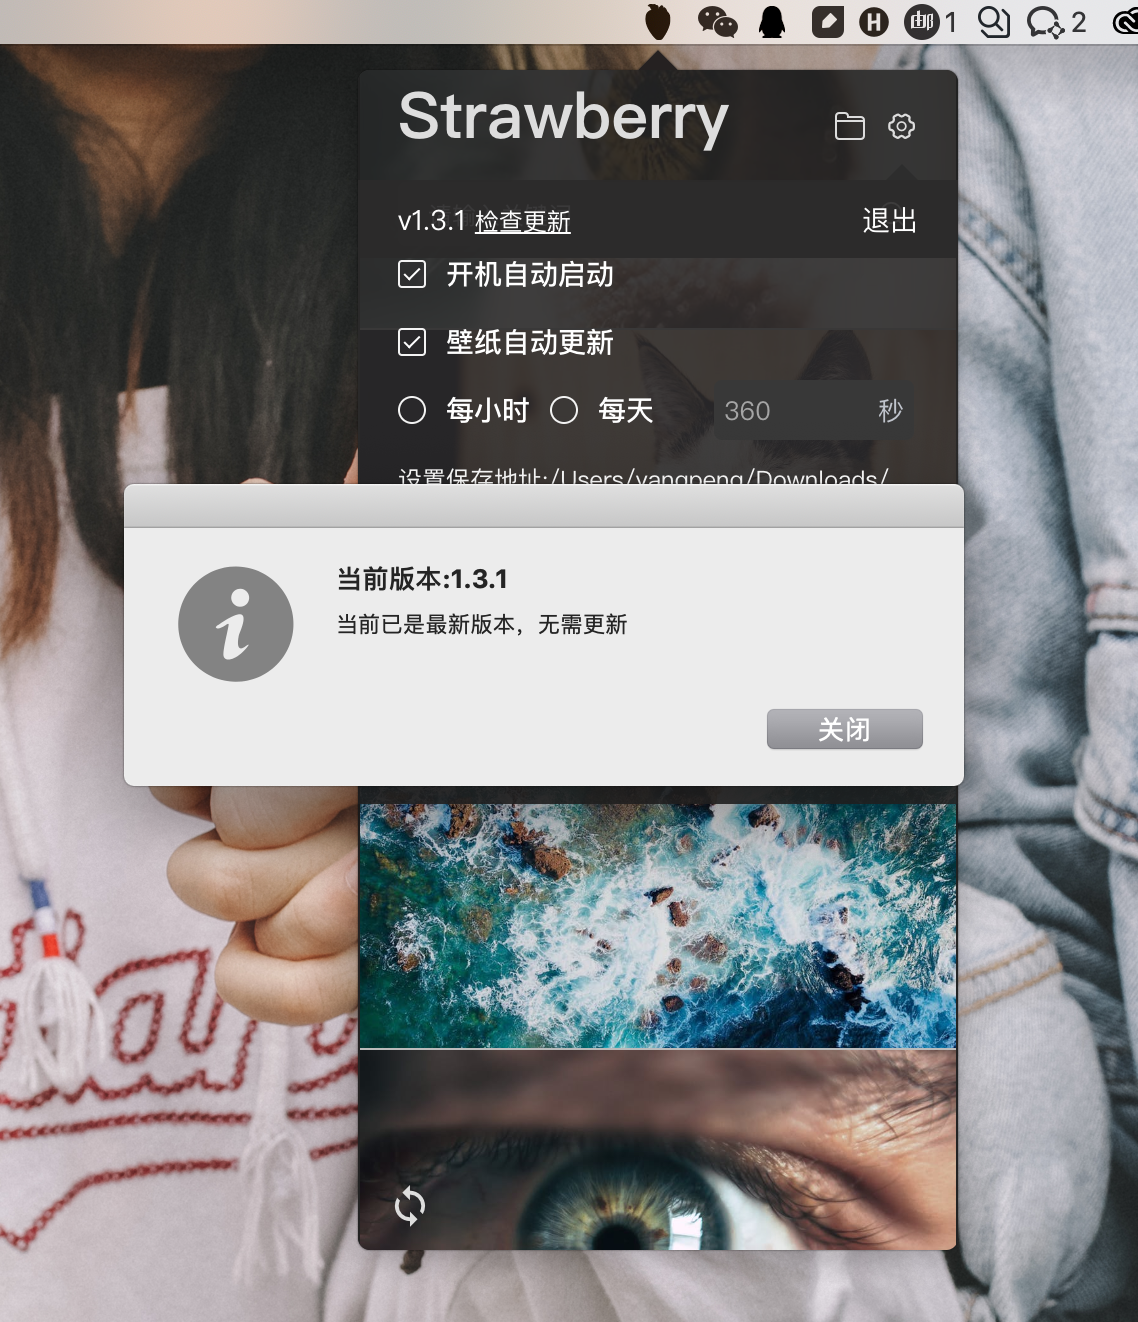 邮 1
2
Strawberry
v1.3.1 检查更新 退出
开机自动启动
壁纸自动更新
每小时 每天 360 秒
设置保存地址:/Users/yangpeng/Downloads/
当前版本:1.3.1
当前已是最新版本，无需更新
关闭